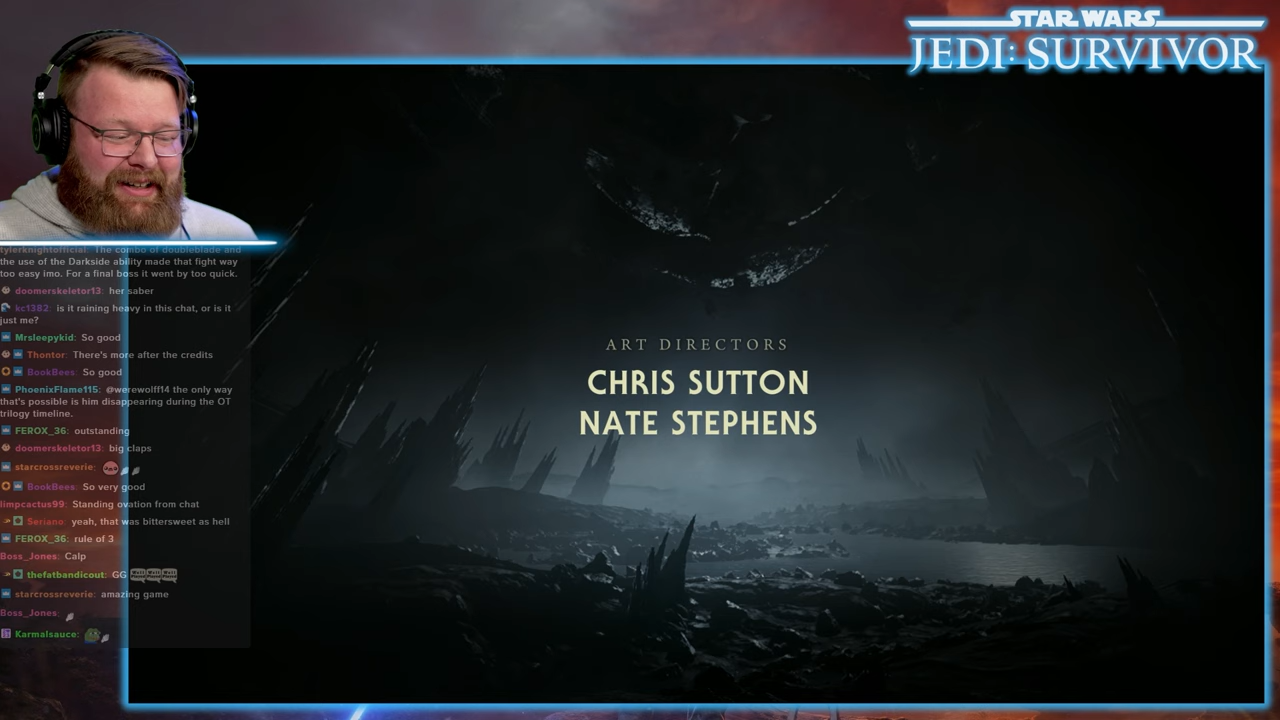 STAR WARS
JEDI: SURVIVOR
tylerknightofficial: The combo of doubleblade and
the use of the Darkside ability made that fight way
too easy imo. For a final boss it went by too quick.
doomerskeletor13: her saber
kc1382: is it raining heavy in this chat, or is it
just me?
Mrsleepykid: So good
Thontor: There's more after the credits
BookBees: So good
PhoenixFlame115: @werewolff14 the only way
that's possible is him disappearing during the OT
trilogy timeline.
FEROX_36: outstanding
doomerskeletor13: big claps
starcrossreverie:
BookBees: So very good
limpcactus99: Standing ovation from chat
Seriano: yeah, that was bittersweet as hell
FEROX_36: rule of 3
Boss_Jones: Calp
thefatbandicout: GG
starcrossreverie: amazing game
Boss_Jones:
Karmalsauce:
ART DIRECTORS
CHRIS SUTTON
NATE STEPHENS